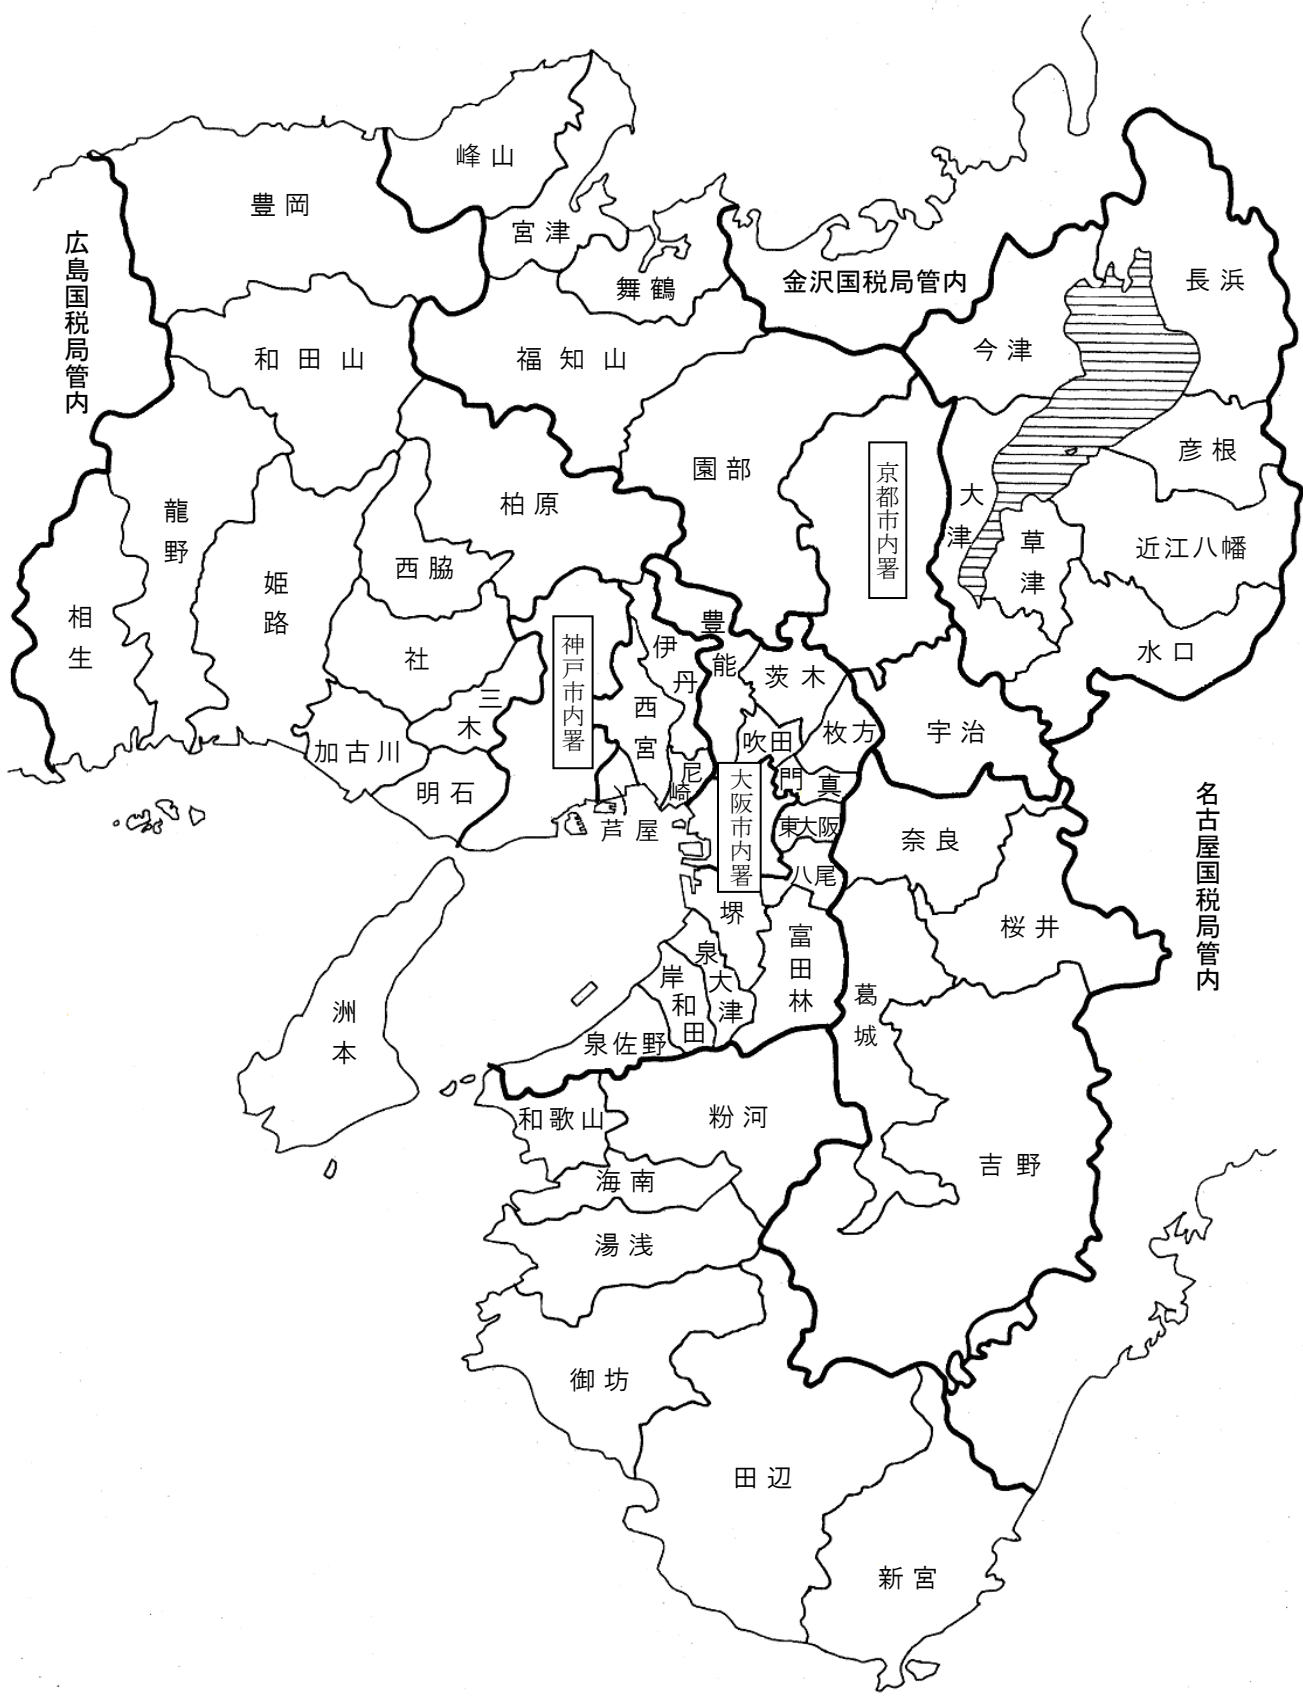 峰山
豊岡
宮津
広島国税局管内
舞鶴
金沢国税局管内
長浜
和田山
福知山
今津
園部
京都市内署
彦根
柏原
大津
龍野
草津
近江八幡
西脇
姫路
相生
豊能
神戸市内署
伊丹
社
水口
茨木
三木
西宮
吹田
枚方
宇治
加古川
尼崎
門真
大阪市内署
明石
名古屋国税局管内
芦屋
東大阪
奈良
八尾
堺
桜井
富田林
泉大津
岸和田
葛城
洲本
泉佐野
和歌山
粉河
吉野
海南
湯浅
御坊
田辺
新宮